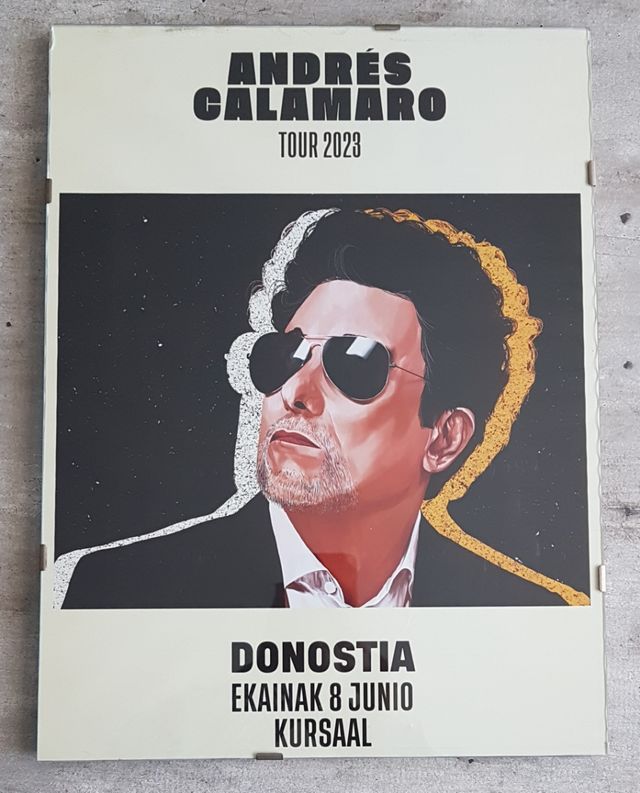 ANDRÉS
CALAMARO
TOUR 2023
DONOSTIA
EKAINAK 8 JUNIO
KURSAAL